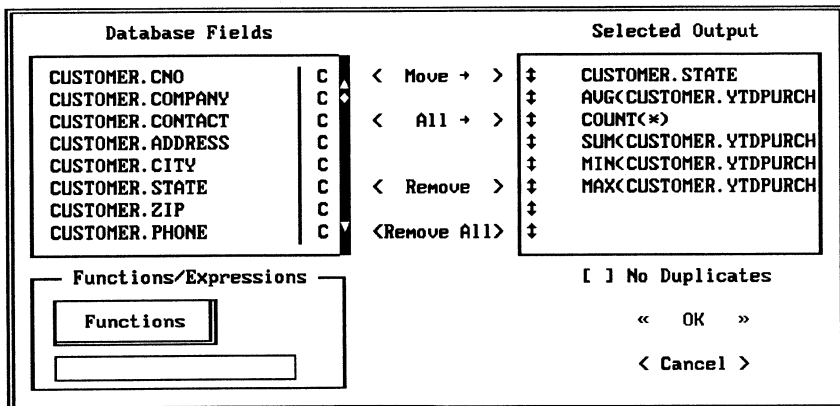 Database Fields
CUSTOMER.CNO C
CUSTOMER.COMPANY C
CUSTOMER.CONTACT C
CUSTOMER.ADDRESS C
CUSTOMER.CITY C
CUSTOMER.STATE C
CUSTOMER.ZIP C
CUSTOMER.PHONE C
< Move → >
< All → >
< Remove >
<Remove All>
Selected Output
↕ CUSTOMER.STATE
↕ AVG(CUSTOMER.YTDPURCH
↕ COUNT(*)
↕ SUM(CUSTOMER.YTDPURCH
↕ MIN(CUSTOMER.YTDPURCH
↕ MAX(CUSTOMER.YTDPURCH
↕
↕
Functions/Expressions
Functions
[ ] No Duplicates
« OK »
< Cancel >